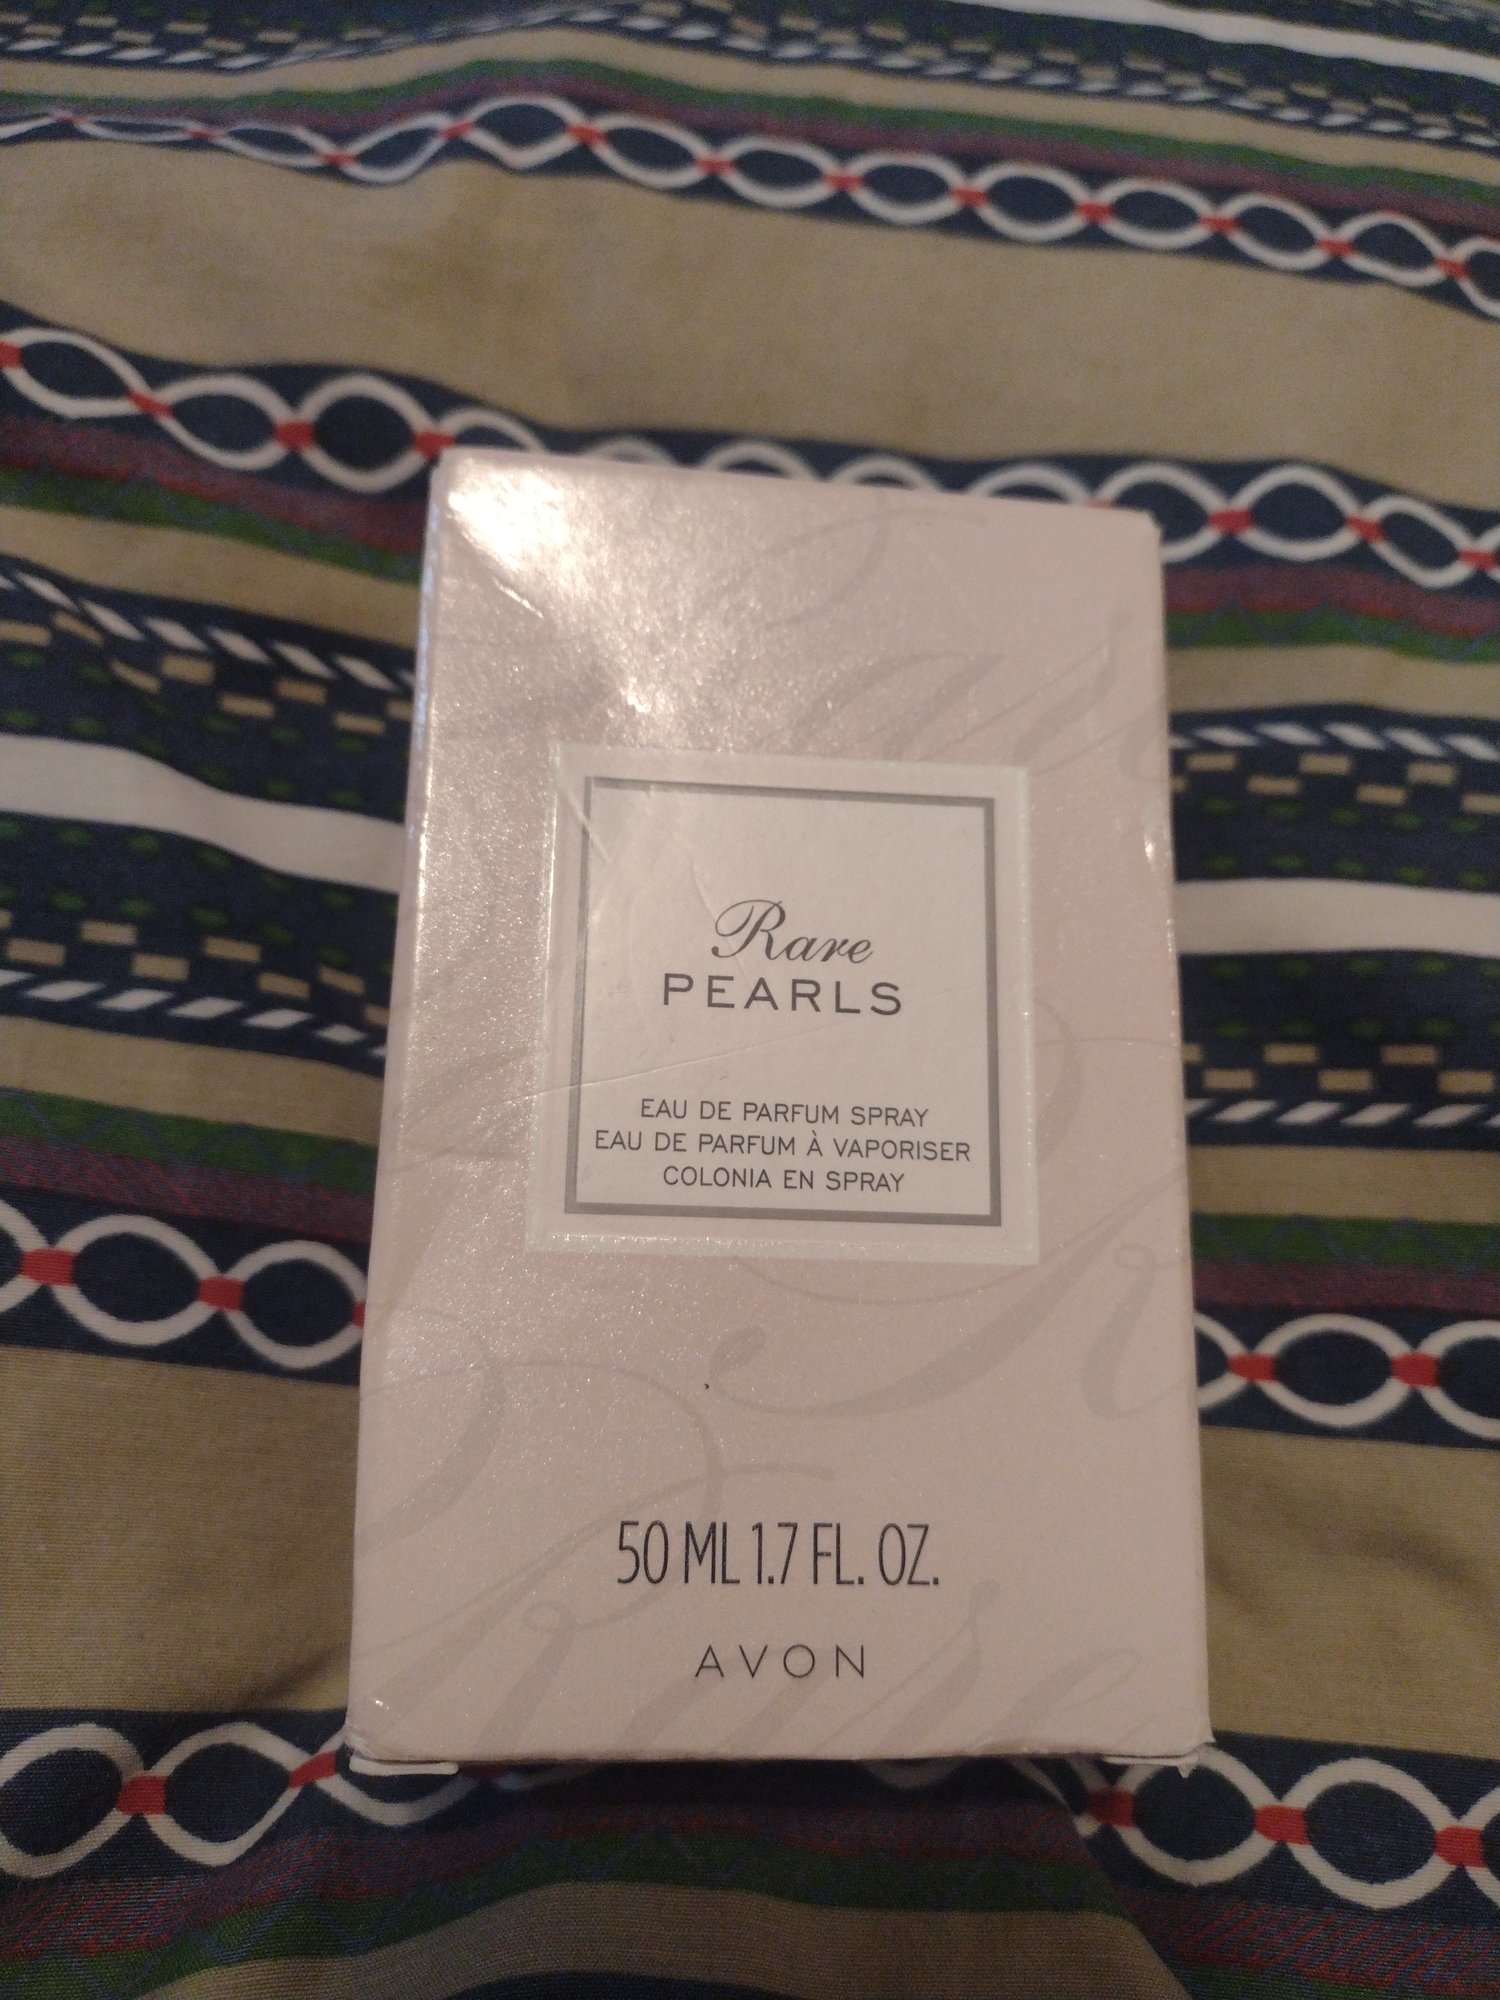 Rare
PEARLS
EAU DE PARFUM SPRAY
EAU DE PARFUM À VAPORISER
COLONIA EN SPRAY
50 ML 1.7 FL. OZ.
AVON